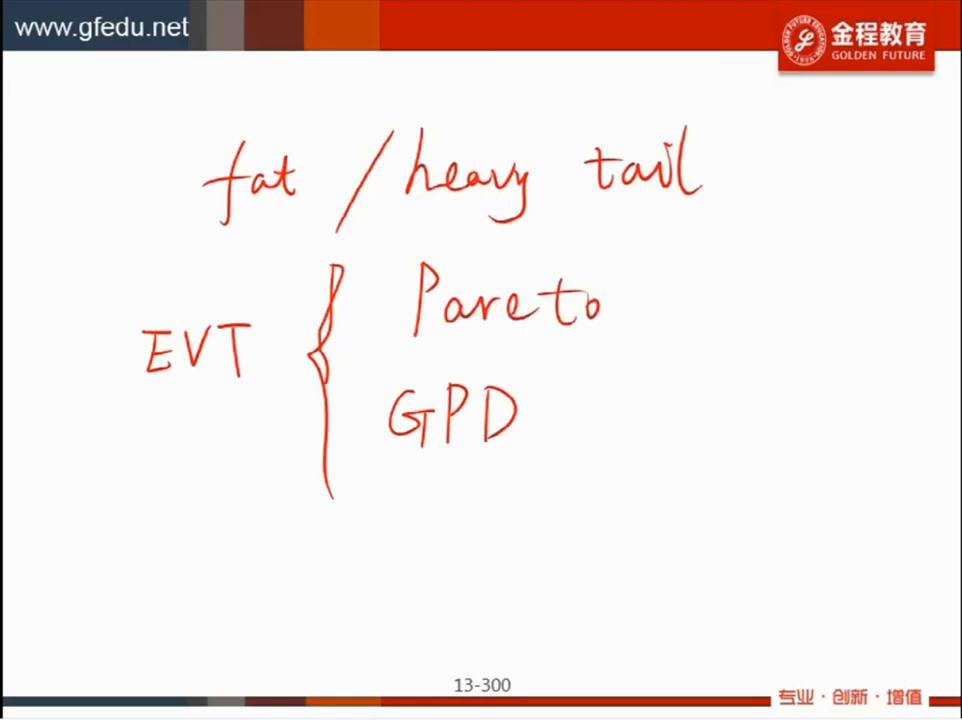 www.gfedu.net
金程教育
GOLDEN FUTURE
fat / heavy tail
EVT { Pareto
GPD
13-300
专业·创新·增值